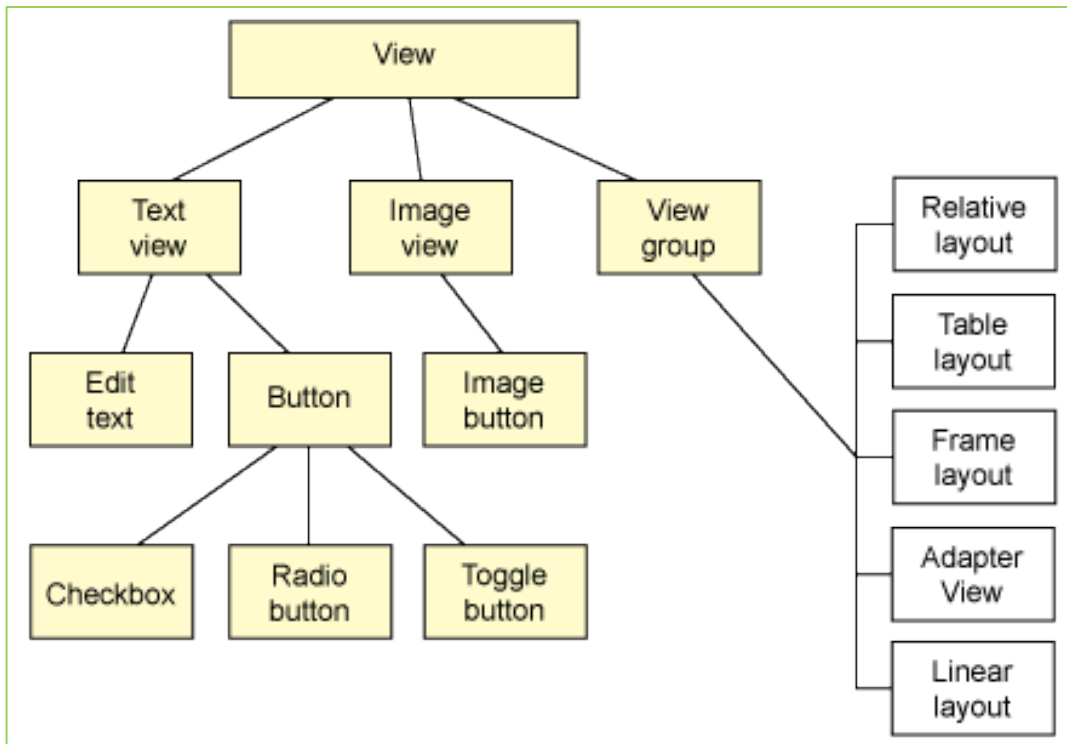 View
Text
view
Image
view
View
group
Relative
layout
Table
layout
Edit
text
Button
Image
button
Frame
layout
Checkbox
Radio
button
Toggle
button
Adapter
View
Linear
layout